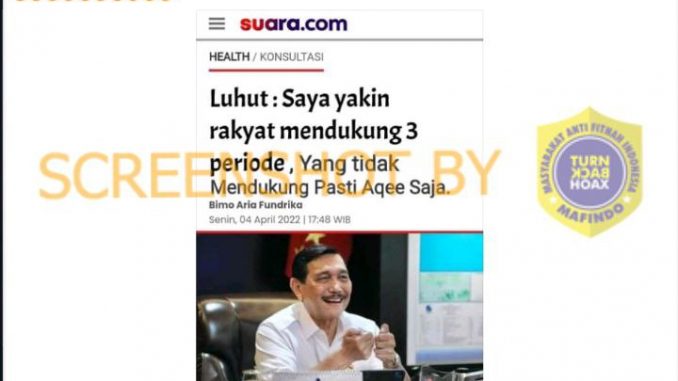 suara.com
HEALTH / KONSULTASI
Luhut : Saya yakin
rakyat mendukung 3
periode , Yang tidak
Mendukung Pasti Aqee Saja.
Bimo Aria Fundrika
Senin, 04 April 2022 | 17:48 WIB
SCREENSHOT BY
MASYARAKAT ANTI FITNAH INDONESIA
TURN
BACK
HOAX
MAFINDO